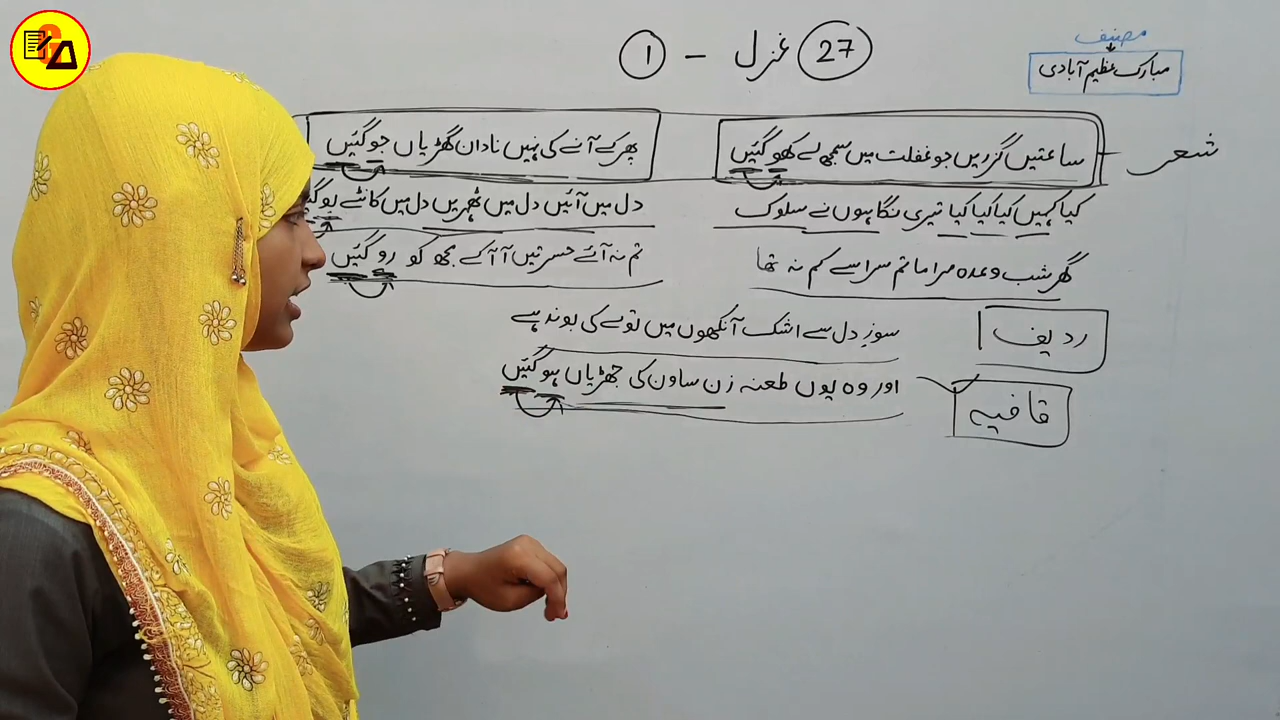 27 غزل - ۱
مصنف
مبارک عظیم آبادی
شعر
ساعتیں گزریں جو غفلت میں سمجھ لے کھو گئیں
پھر کے آنے کی نہیں نادان گھڑیاں جو گئیں
کیا کہیں کیا کیا کیا تیری نگاہوں نے سلوک
دل میں آئیں دل میں ٹھہریں دل میں کانٹے بو
گھر شب وعدہ مرا ماتم سرا سے کم نہ تھا
تم نہ آئے حسرتیں آ آ کے مجھ کو رو گئیں
سوزِ دل سے اشک آنکھوں میں تولے کی بوند ہے
ردیف
اور وہ یوں طعنہ زن ساون کی جھڑیاں ہو گئیں
قافیہ